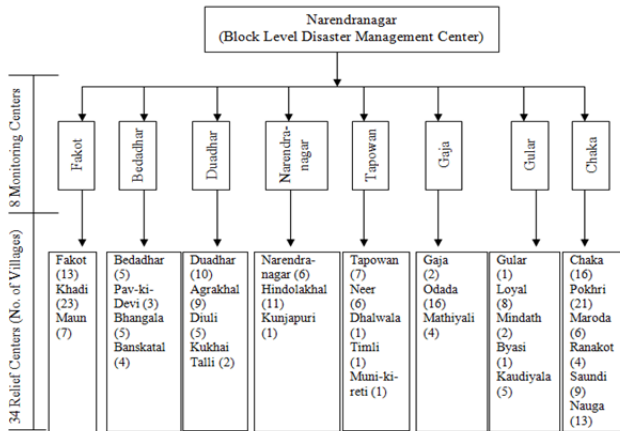 Narendranagar
(Block Level Disaster Management Center)
8 Monitoring Centers
Fakot
Bedadhar
Duadhar
Narendra-
nagar
Tapowan
Gaja
Gular
Chaka
34 Relief Centers (No. of Villages)
Fakot
(13)
Khadi
(23)
Maun
(7)
Bedadhar
(5)
Pav-ki-
Devi (3)
Bhangala
(5)
Banskatal
(4)
Duadhar
(10)
Agrakhal
(9)
Diuli
(5)
Kukhai
Talli (2)
Narendra-
nagar (6)
Hindolakhal
(11)
Kunjapuri
(1)
Tapowan
(7)
Neer
(6)
Dhalwala
(1)
Timli
(1)
Muni-ki-
reti (1)
Gaja
(2)
Odada
(16)
Mathiyali
(4)
Gular
(1)
Loyal
(8)
Mindath
(2)
Byasi
(1)
Kaudiyala
(5)
Chaka
(16)
Pokhri
(21)
Maroda
(6)
Ranakot
(4)
Saundi
(9)
Nauga
(13)